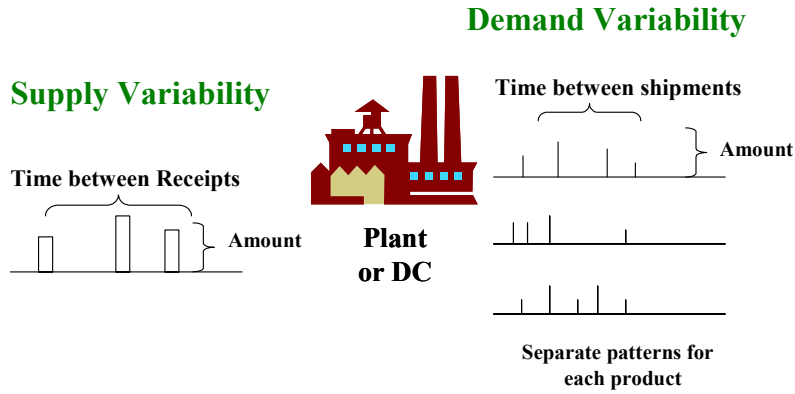 Demand Variability
Supply Variability
Time between shipments
Amount
Time between Receipts
Amount
Plant
or DC
Separate patterns for
each product